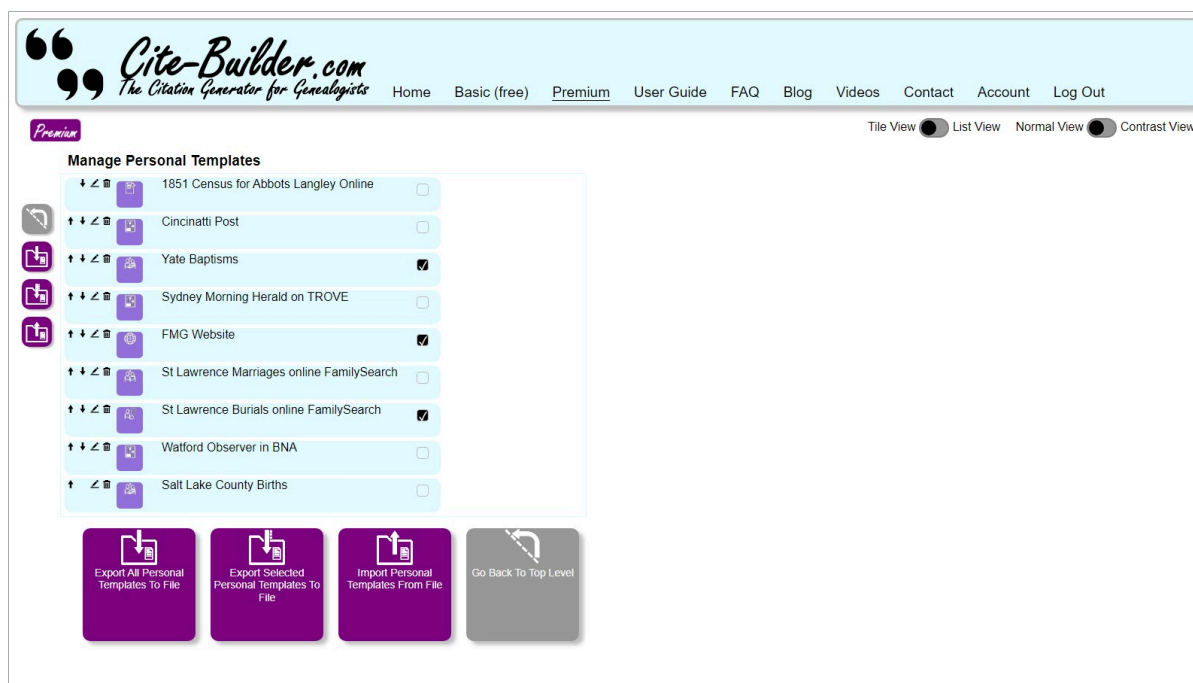 Cite-Builder.com
The Citation Generator for Genealogists
Home Basic (free) Premium User Guide FAQ Blog Videos Contact Account Log Out
Premium
Tile View List View Normal View Contrast View
Manage Personal Templates
1851 Census for Abbots Langley Online
Cincinatti Post
Yate Baptisms
Sydney Morning Herald on TROVE
FMG Website
St Lawrence Marriages online FamilySearch
St Lawrence Burials online FamilySearch
Watford Observer in BNA
Salt Lake County Births
Export All Personal
Templates To File
Export Selected
Personal Templates To
File
Import Personal
Templates From File
Go Back To Top Level